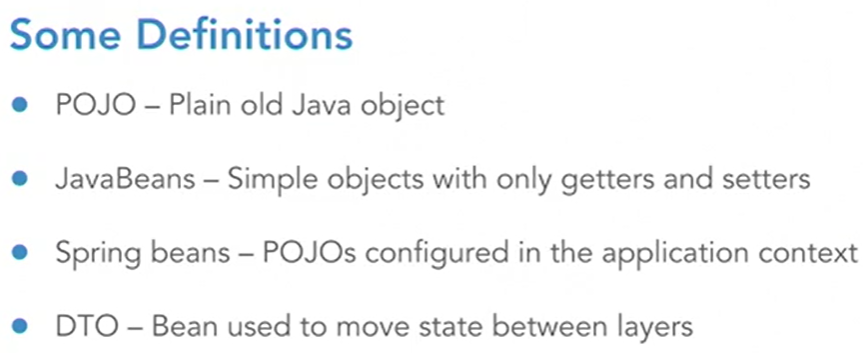 Some Definitions
• POJO – Plain old Java object
• JavaBeans – Simple objects with only getters and setters
• Spring beans – POJOs configured in the application context
• DTO – Bean used to move state between layers